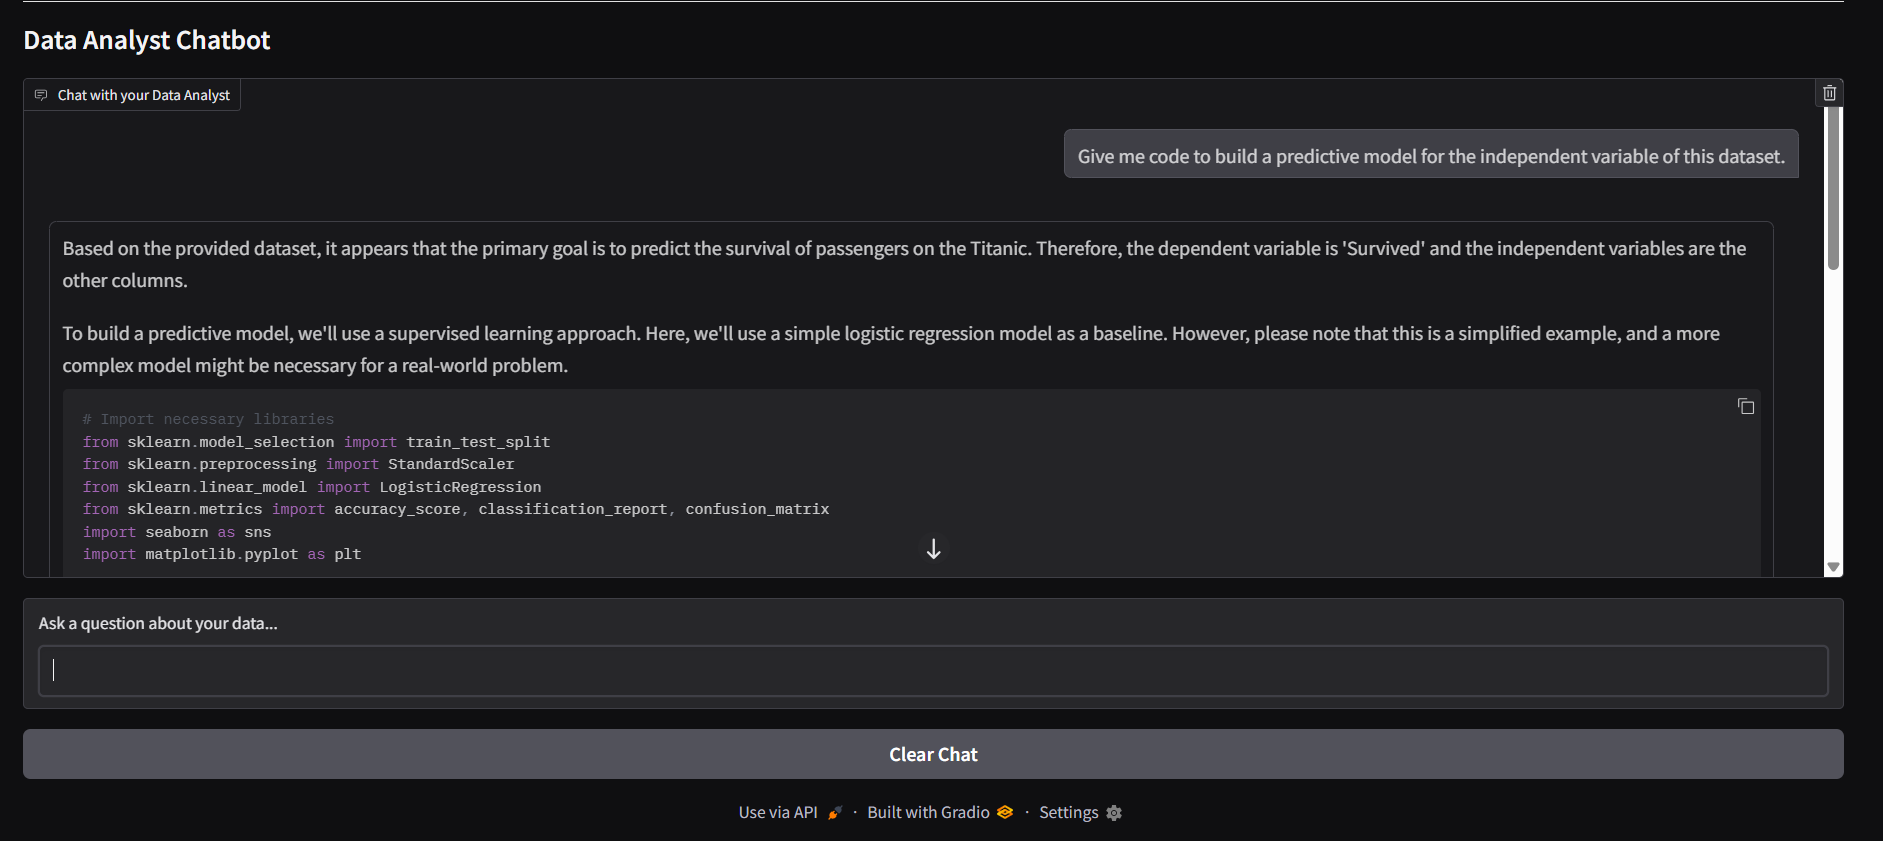 Data Analyst Chatbot
Chat with your Data Analyst
Give me code to build a predictive model for the independent variable of this dataset.
Based on the provided dataset, it appears that the primary goal is to predict the survival of passengers on the Titanic. Therefore, the dependent variable is 'Survived' and the independent variables are the
other columns.
To build a predictive model, we'll use a supervised learning approach. Here, we'll use a simple logistic regression model as a baseline. However, please note that this is a simplified example, and a more
complex model might be necessary for a real-world problem.
# Import necessary libraries
from sklearn.model_selection import train_test_split
from sklearn.preprocessing import StandardScaler
from sklearn.linear_model import LogisticRegression
from sklearn.metrics import accuracy_score, classification_report, confusion_matrix
import seaborn as sns
import matplotlib.pyplot as plt
Ask a question about your data...
Clear Chat
Use via API · Built with Gradio · Settings